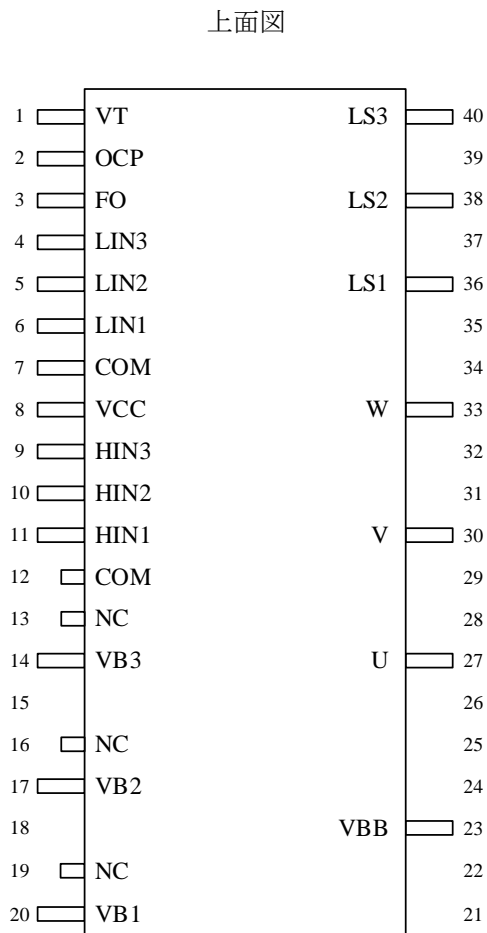 上面図
1 VT LS3 40
2 OCP 39
3 FO LS2 38
4 LIN3 37
5 LIN2 LS1 36
6 LIN1 35
7 COM 34
8 VCC W 33
9 HIN3 32
10 HIN2 31
11 HIN1 V 30
12 COM 29
13 NC 28
14 VB3 U 27
15 26
16 NC 25
17 VB2 24
18 VBB 23
19 NC 22
20 VB1 21